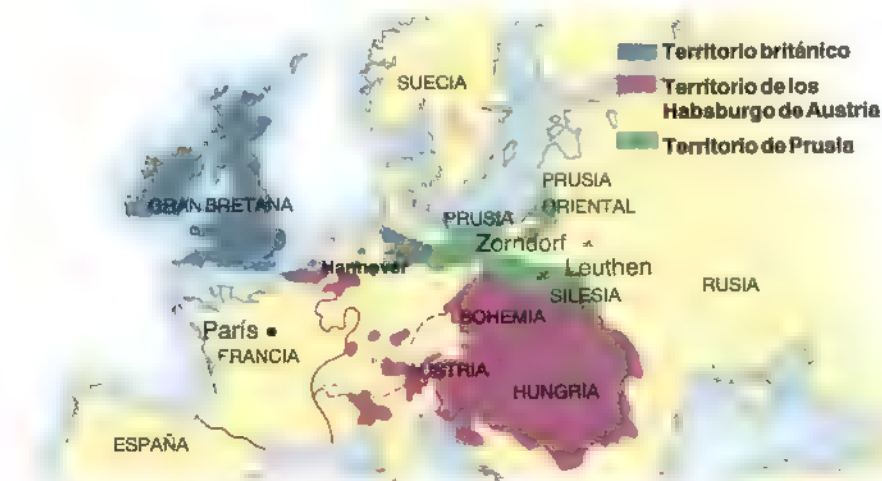 Territorio británico
Territorio de los
Habsburgo de Austria
Territorio de Prusia
SUECIA
PRUSIA
ORIENTAL
GRAN BRETANA
PRUSIA
Zorndorf
Hannover
Leuthen
SILESIA
RUSIA
BOHEMIA
París
FRANCIA
AUSTRIA
HUNGRÍA
ESPAÑA